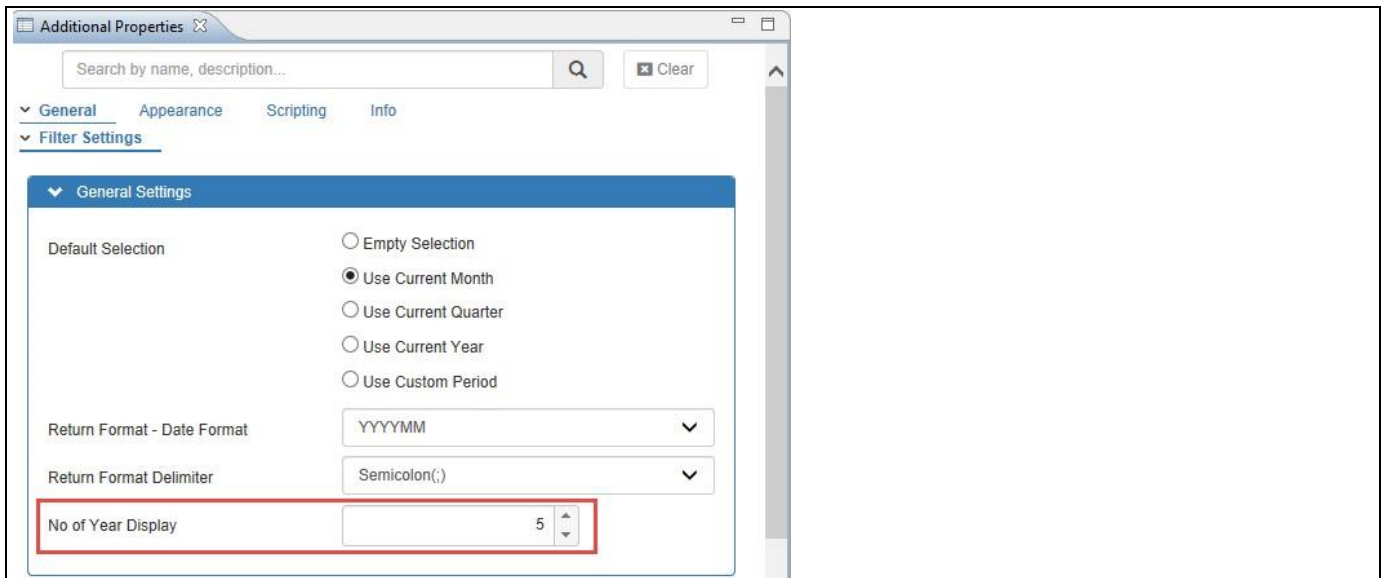 Additional Properties
Search by name, description... Clear
General Appearance Scripting Info
Filter Settings
General Settings
Default Selection Empty Selection
Use Current Month
Use Current Quarter
Use Current Year
Use Custom Period
Return Format - Date Format YYYYMM
Return Format Delimiter Semicolon(;)
No of Year Display 5